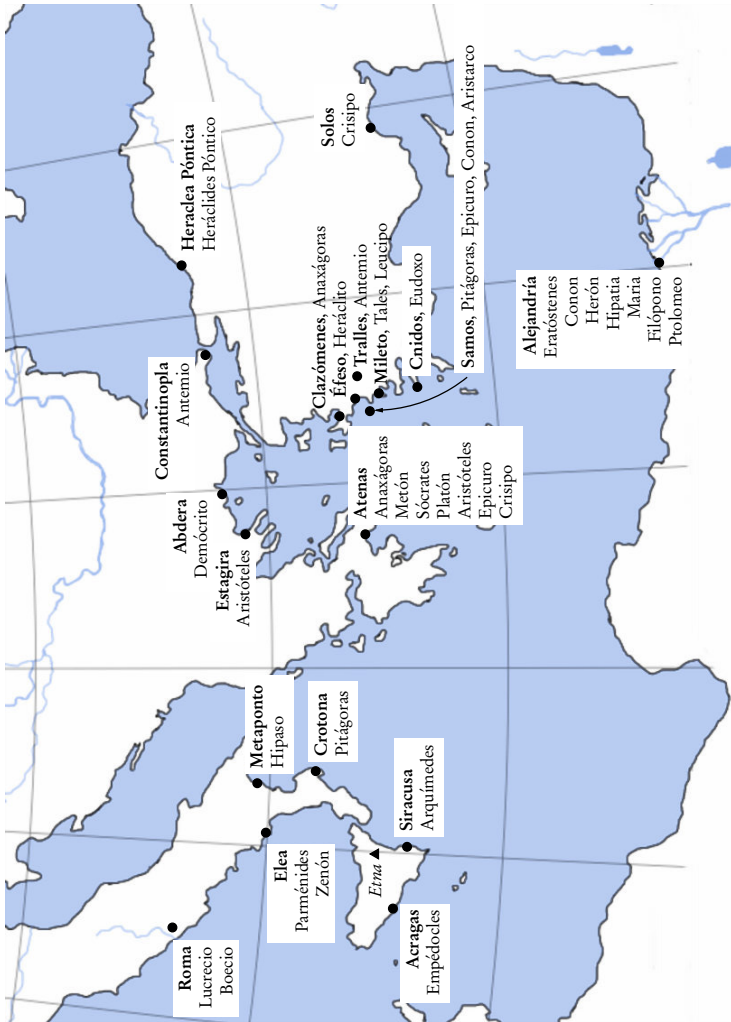 Roma
Lucrecio
Boecio
Metaponto
Hipaso
Crotona
Pitágoras
Elea
Parménides
Zenón
Etna
Siracusa
Arquímedes
Acragas
Empédocles
Abdera
Demócrito
Estagira
Aristóteles
Constantinopla
Antemio
Heraclea Póntica
Heráclides Póntico
Atenas
Anaxágoras
Metón
Sócrates
Platón
Aristóteles
Epicuro
Crisipo
Clazómenes, Anaxágoras
Éfeso, Heráclito
Tralles, Antemio
Mileto, Tales, Leucipo
Cnidos, Eudoxo
Samos, Pitágoras, Epicuro, Conon, Aristarco
Solos
Crisipo
Alejandría
Eratóstenes
Conon
Herón
Hipatia
Maria
Filópono
Ptolomeo